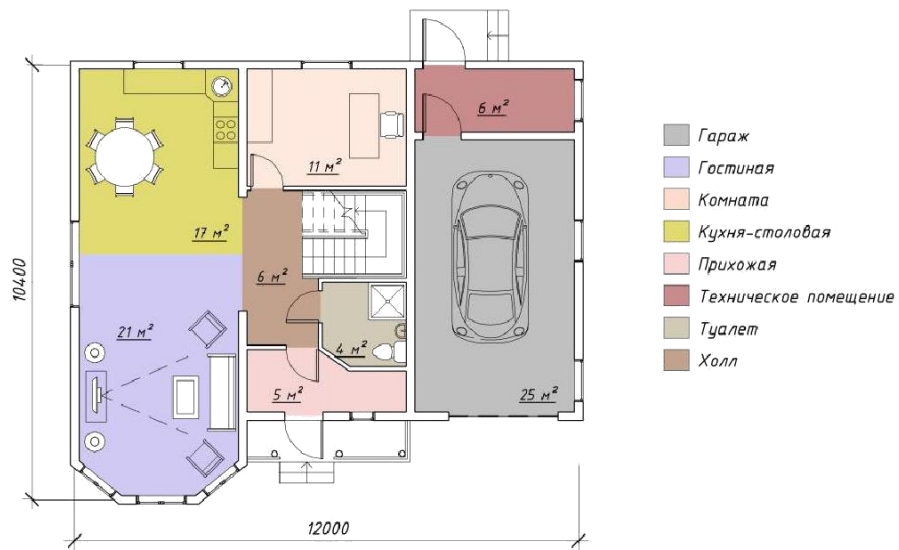 6 м²
11 м²
17 м²
6 м²
21 м²
4 м²
5 м²
25 м²
10400
12000
Гараж
Гостиная
Комната
Кухня-столовая
Прихожая
Техническое помещение
Туалет
Холл